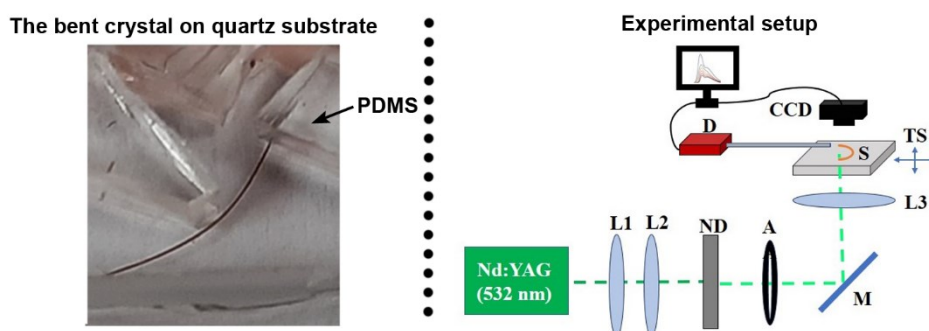 The bent crystal on quartz substrate
PDMS
Experimental setup
D
CCD
TS
S
L3
L1
L2
ND
A
Nd:YAG
(532 nm)
M